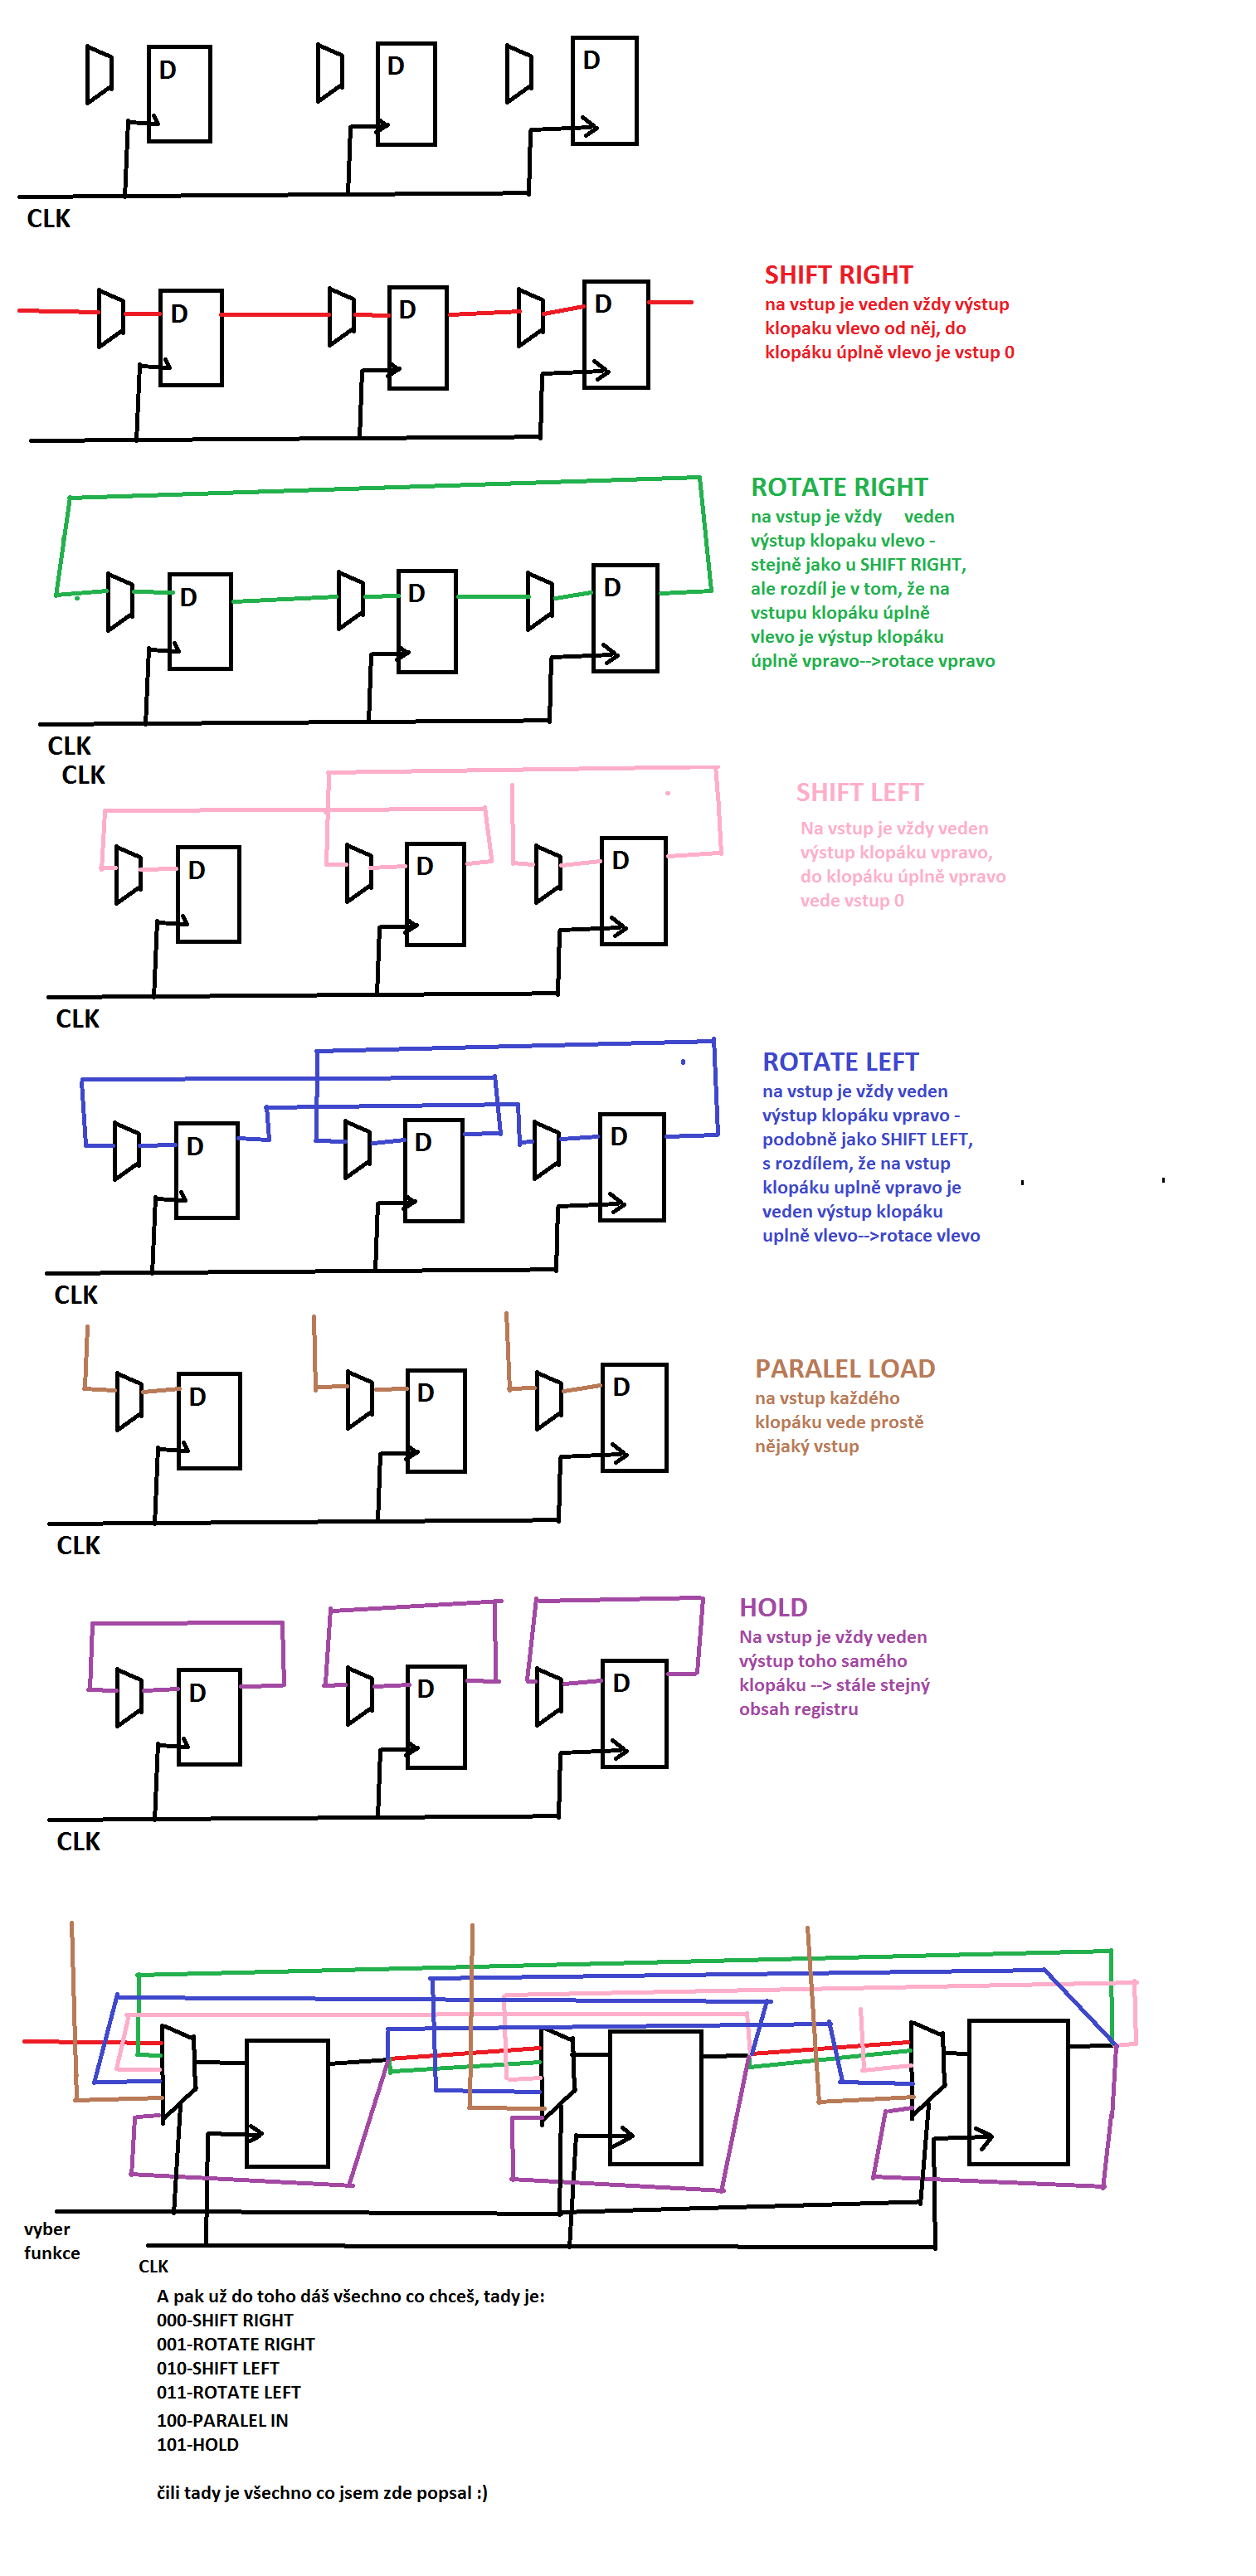 D
D
D
CLK
SHIFT RIGHT
na vstup je veden vždy výstup
klopaku vlevo od něj, do
klopáku úplně vlevo je vstup 0
D
D
D
ROTATE RIGHT
na vstup je vždy veden
výstup klopaku vlevo -
stejně jako u SHIFT RIGHT,
ale rozdíl je v tom, že na
vstupu klopáku úplně
vlevo je výstup klopáku
úplně vpravo-->rotace vpravo
D
D
D
CLK
CLK
SHIFT LEFT
Na vstup je vždy veden
výstup klopáku vpravo,
do klopáku úplně vpravo
vede vstup 0
D
D
D
CLK
ROTATE LEFT
na vstup je vždy veden
výstup klopáku vpravo -
podobně jako SHIFT LEFT,
s rozdílem, že na vstup
klopáku uplně vpravo je
veden výstup klopáku
uplně vlevo-->rotace vlevo
D
D
D
CLK
PARALEL LOAD
na vstup každého
klopáku vede prostě
nějaký vstup
D
D
D
CLK
HOLD
Na vstup je vždy veden
výstup toho samého
klopáku --> stále stejný
obsah registru
D
D
D
CLK
vyber
funkce
CLK
A pak už do toho dáš všechno co chceš, tady je:
000-SHIFT RIGHT
001-ROTATE RIGHT
010-SHIFT LEFT
011-ROTATE LEFT
100-PARALEL IN
101-HOLD
čili tady je všechno co jsem zde popsal :)